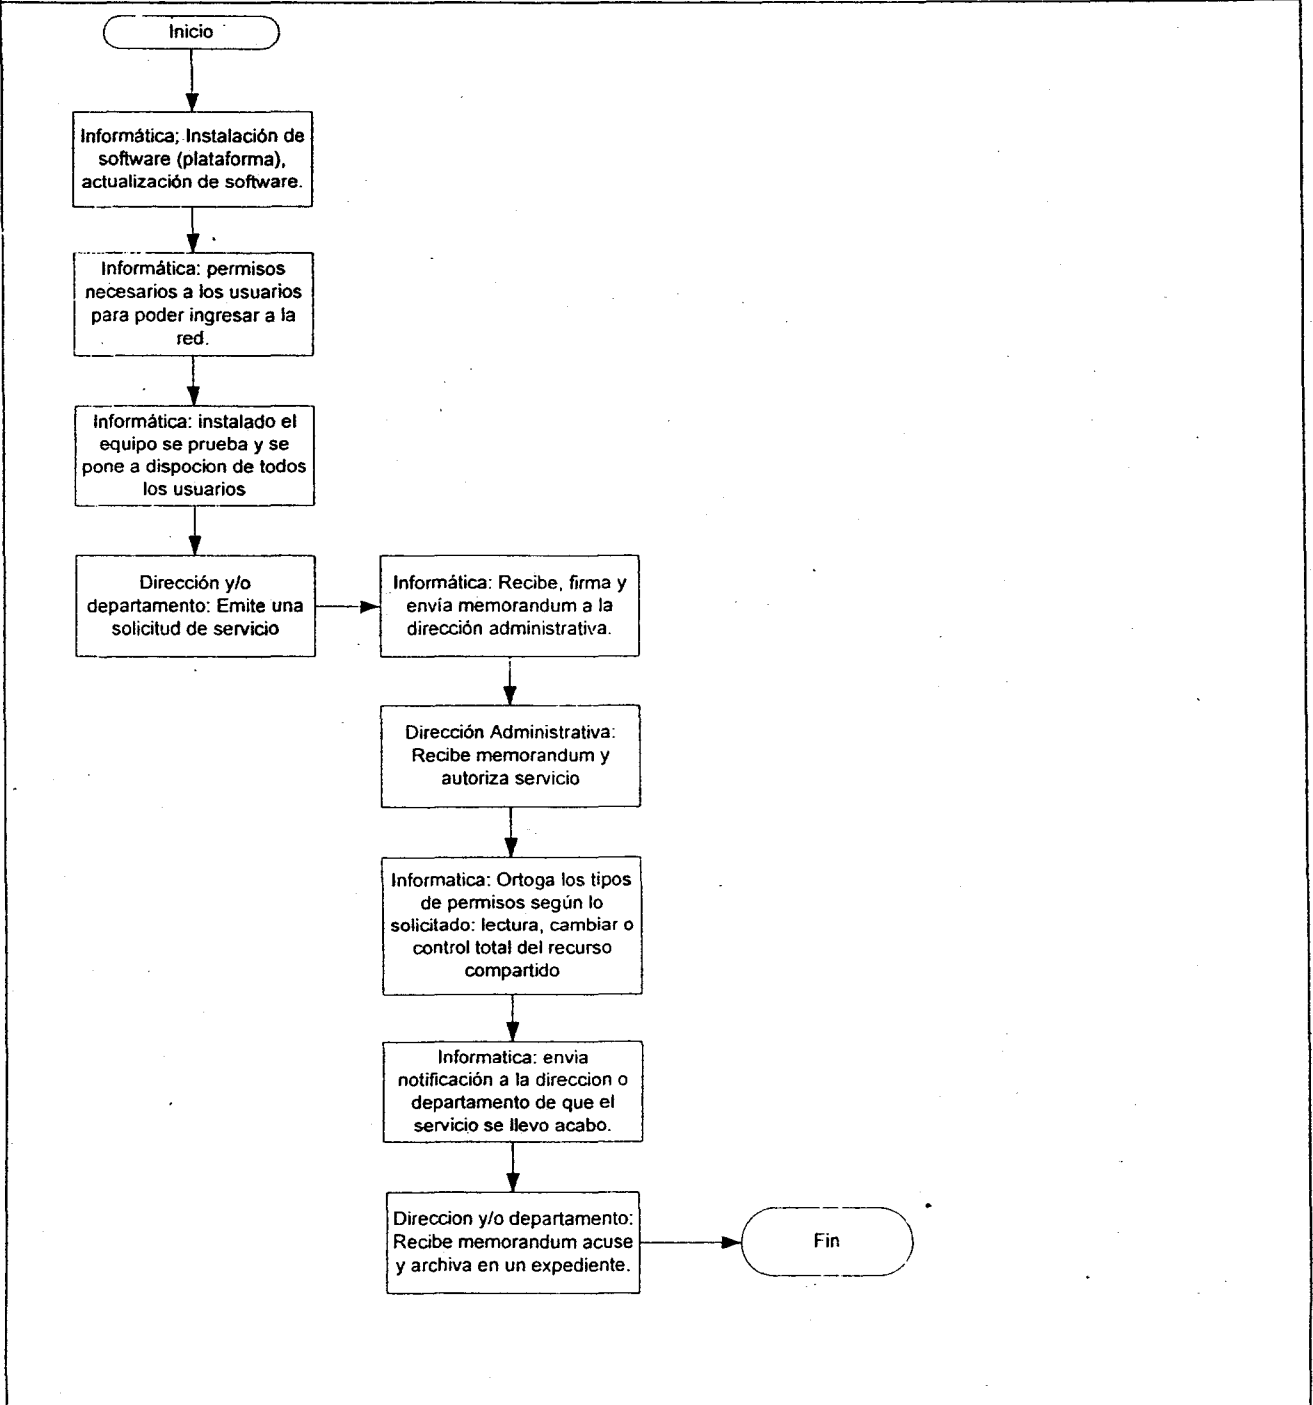 Inicio
Informática; Instalación de
software (plataforma),
actualización de software.
Informática: permisos
necesarios a los usuarios
para poder ingresar a la
red.
Informática: instalado el
equipo se prueba y se
pone a dispocion de todos
los usuarios
Dirección y/o
departamento: Emite una
solicitud de servicio
Informática: Recibe, firma y
envía memorandum a la
dirección administrativa.
Dirección Administrativa:
Recibe memorandum y
autoriza servicio
Informatica: Ortoga los tipos
de permisos según lo
solicitado: lectura, cambiar o
control total del recurso
compartido
Informatica: envia
notificación a la direccion o
departamento de que el
servicio se llevo acabo.
Direccion y/o departamento:
Recibe memorandum acuse
y archiva en un expediente.
Fin